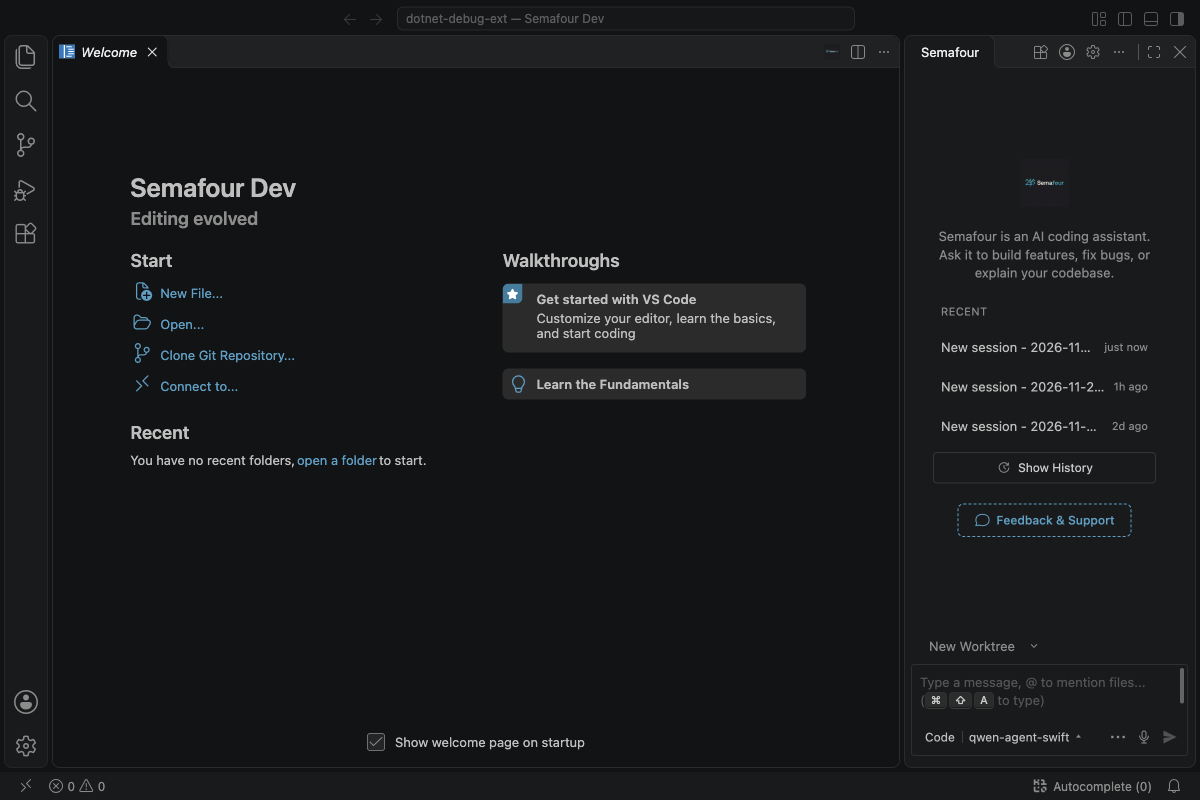 dotnet-debug-ext — Semafour Dev
Welcome
Semafour Dev
Editing evolved
Start
New File...
Open...
Clone Git Repository...
Connect to...
Recent
You have no recent folders, open a folder to start.
Walkthroughs
Get started with VS Code
Customize your editor, learn the basics,
and start coding
Learn the Fundamentals
Show welcome page on startup
Semafour
Semafour
Semafour is an AI coding assistant.
Ask it to build features, fix bugs, or
explain your codebase.
RECENT
New session - 2026-11... just now
New session - 2026-11-2... 1h ago
New session - 2026-11-... 2d ago
Show History
Feedback & Support
New Worktree
Type a message, @ to mention files...
(⌘ ⇧ A to type)
Code qwen-agent-swift
0 0
Autocomplete (0)